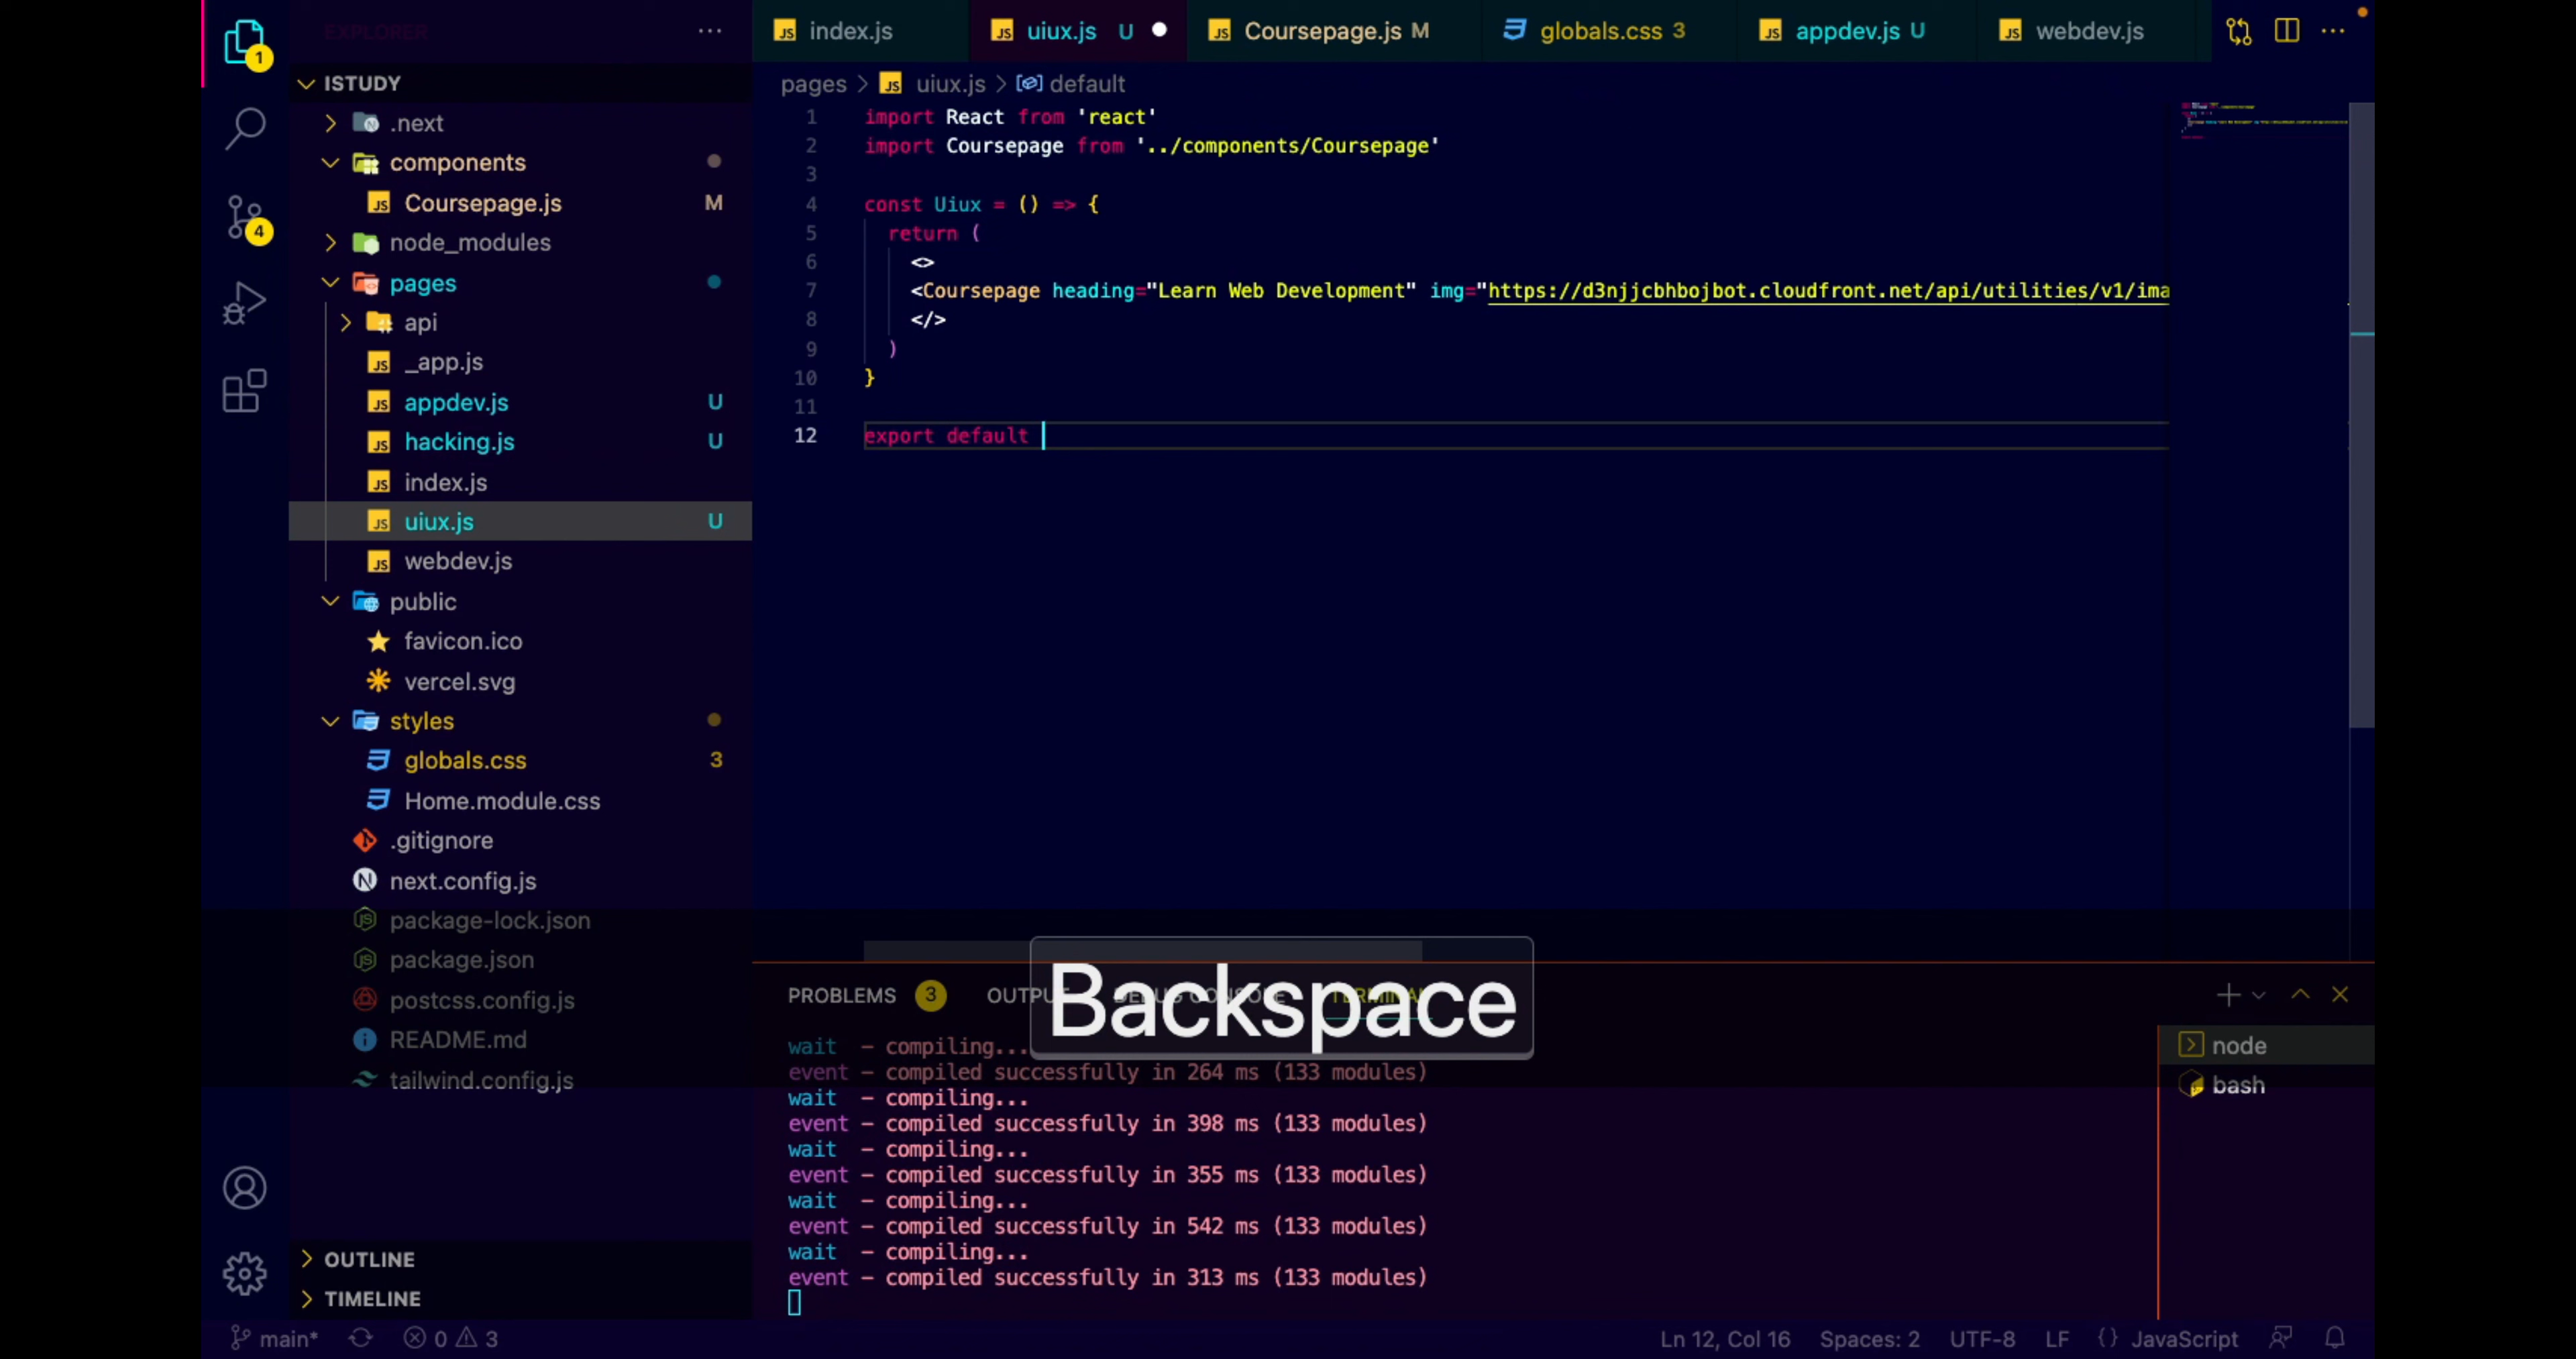 EXPLORER
ISTUDY
.next
components
Coursepage.js M
node_modules
pages
api
_app.js
appdev.js U
hacking.js U
index.js
uiux.js U
webdev.js
public
favicon.ico
vercel.svg
styles
globals.css 3
Home.module.css
.gitignore
next.config.js
package-lock.json
package.json
postcss.config.js
README.md
tailwind.config.js
OUTLINE
TIMELINE
1
4
index.js uiux.js U Coursepage.js M globals.css 3 appdev.js U webdev.js
pages > uiux.js > default
1 import React from 'react'
2 import Coursepage from '../components/Coursepage'
3
4 const Uiux = () => {
5 return (
6 <>
7 <Coursepage heading="Learn Web Development" img="https://d3njjcbhbojbot.cloudfront.net/api/utilities/v1/ima
8 </>
9 )
10 }
11
12 export default
PROBLEMS 3 OUTPUT DEBUG CONSOLE TERMINAL
Backspace
wait - compiling...
event - compiled successfully in 264 ms (133 modules)
wait - compiling...
event - compiled successfully in 398 ms (133 modules)
wait - compiling...
event - compiled successfully in 355 ms (133 modules)
wait - compiling...
event - compiled successfully in 542 ms (133 modules)
wait - compiling...
event - compiled successfully in 313 ms (133 modules)
node
bash
main* 0 3 Ln 12, Col 16 Spaces: 2 UTF-8 LF {} JavaScript